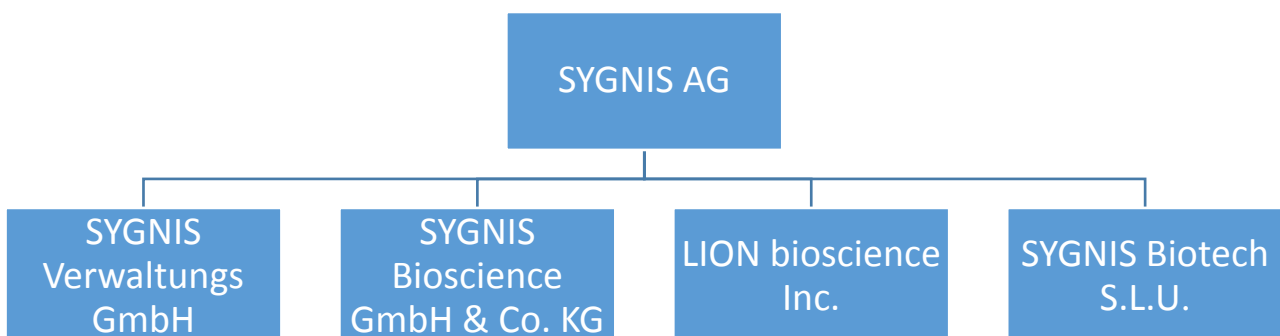 SYGNIS AG
SYGNIS
Verwaltungs
GmbH
SYGNIS
Bioscience
GmbH & Co. KG
LION bioscience
Inc.
SYGNIS Biotech
S.L.U.